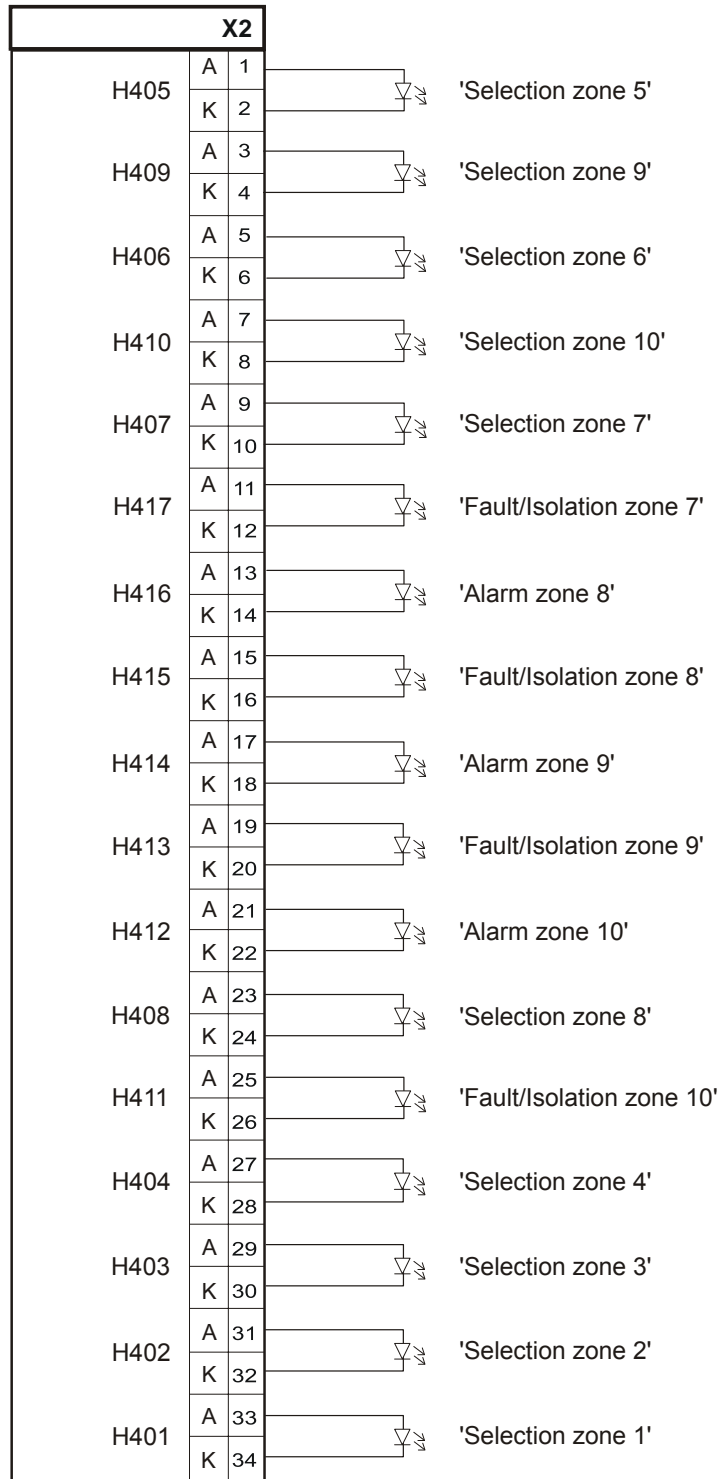 X2
A 1
H405 'Selection zone 5'
K 2
A 3
H409 'Selection zone 9'
K 4
A 5
H406 'Selection zone 6'
K 6
A 7
H410 'Selection zone 10'
K 8
A 9
H407 'Selection zone 7'
K 10
A 11
H417 'Fault/Isolation zone 7'
K 12
A 13
H416 'Alarm zone 8'
K 14
A 15
H415 'Fault/Isolation zone 8'
K 16
A 17
H414 'Alarm zone 9'
K 18
A 19
H413 'Fault/Isolation zone 9'
K 20
A 21
H412 'Alarm zone 10'
K 22
A 23
H408 'Selection zone 8'
K 24
A 25
H411 'Fault/Isolation zone 10'
K 26
A 27
H404 'Selection zone 4'
K 28
A 29
H403 'Selection zone 3'
K 30
A 31
H402 'Selection zone 2'
K 32
A 33
H401 'Selection zone 1'
K 34